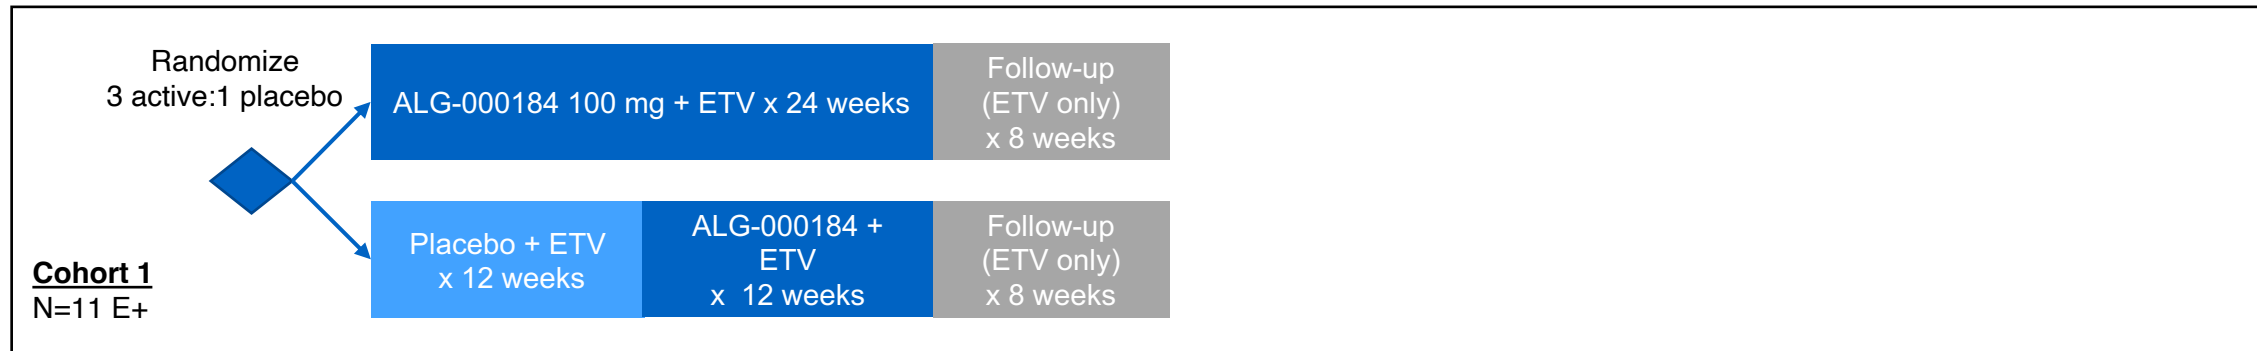 Randomize
3 active:1 placebo
ALG-000184 100 mg + ETV x 24 weeks
Follow-up
(ETV only)
x 8 weeks
Placebo + ETV
x 12 weeks
ALG-000184 +
ETV
x 12 weeks
Follow-up
(ETV only)
x 8 weeks
Cohort 1
N=11 E+